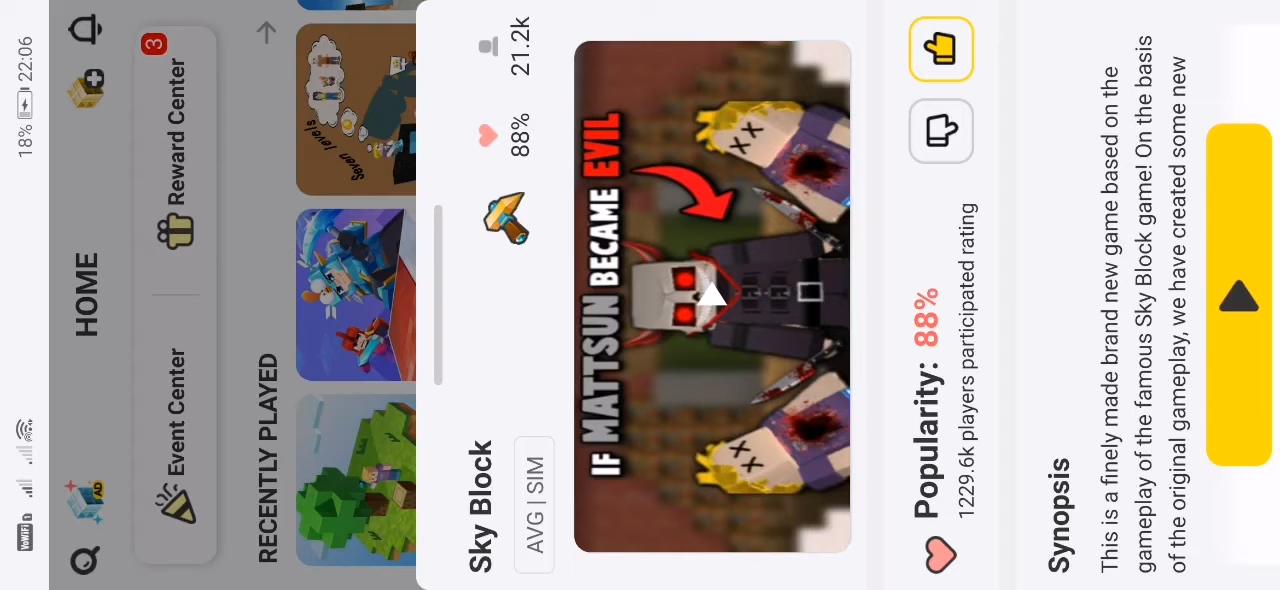 VoWiFi 1
18% 22:06
AD
HOME
Event Center
Reward Center
3
RECENTLY PLAYED
Seven levels
Sky Block
88%
21.2k
AVG | SIM
IF MATTSUN BECAME EVIL
Popularity: 88%
1229.6k players participated rating
Synopsis
This is a finely made brand new game based on the
gameplay of the famous Sky Block game! On the basis
of the original gameplay, we have created some new